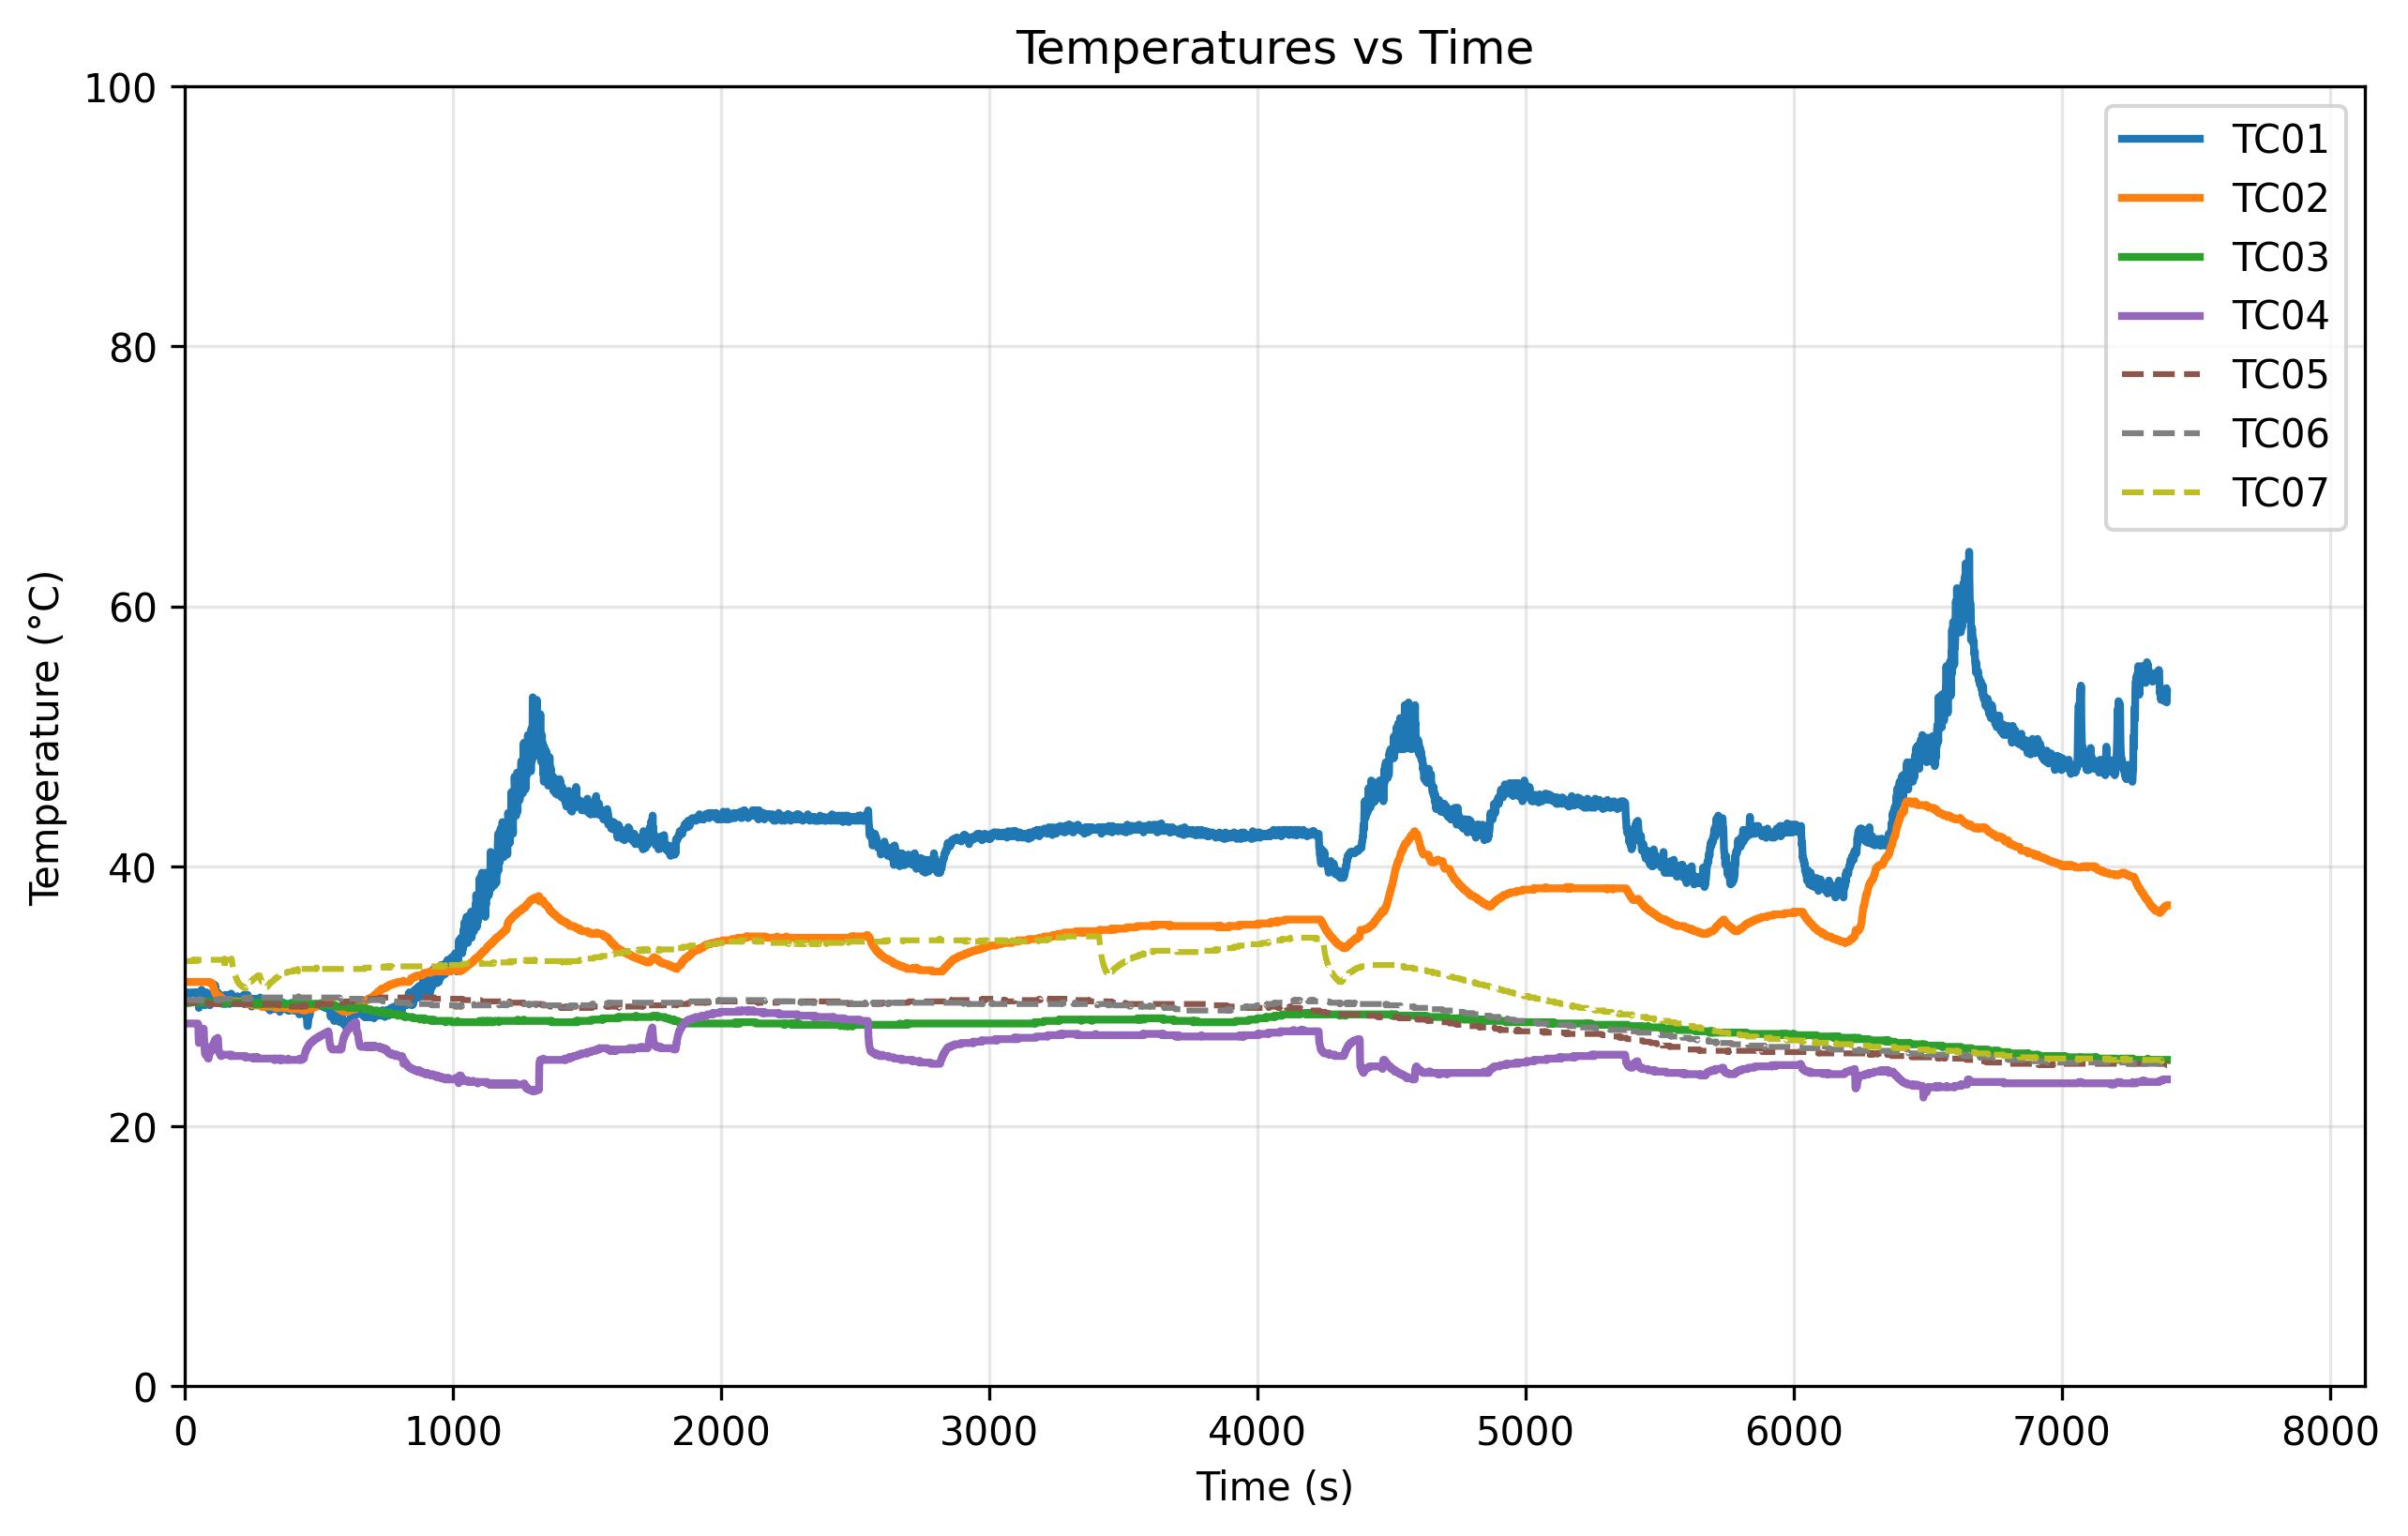 Temperatures vs Time
100
80
60
40
20
0
Temperature (°C)
0 1000 2000 3000 4000 5000 6000 7000 8000
Time (s)
TC01
TC02
TC03
TC04
TC05
TC06
TC07